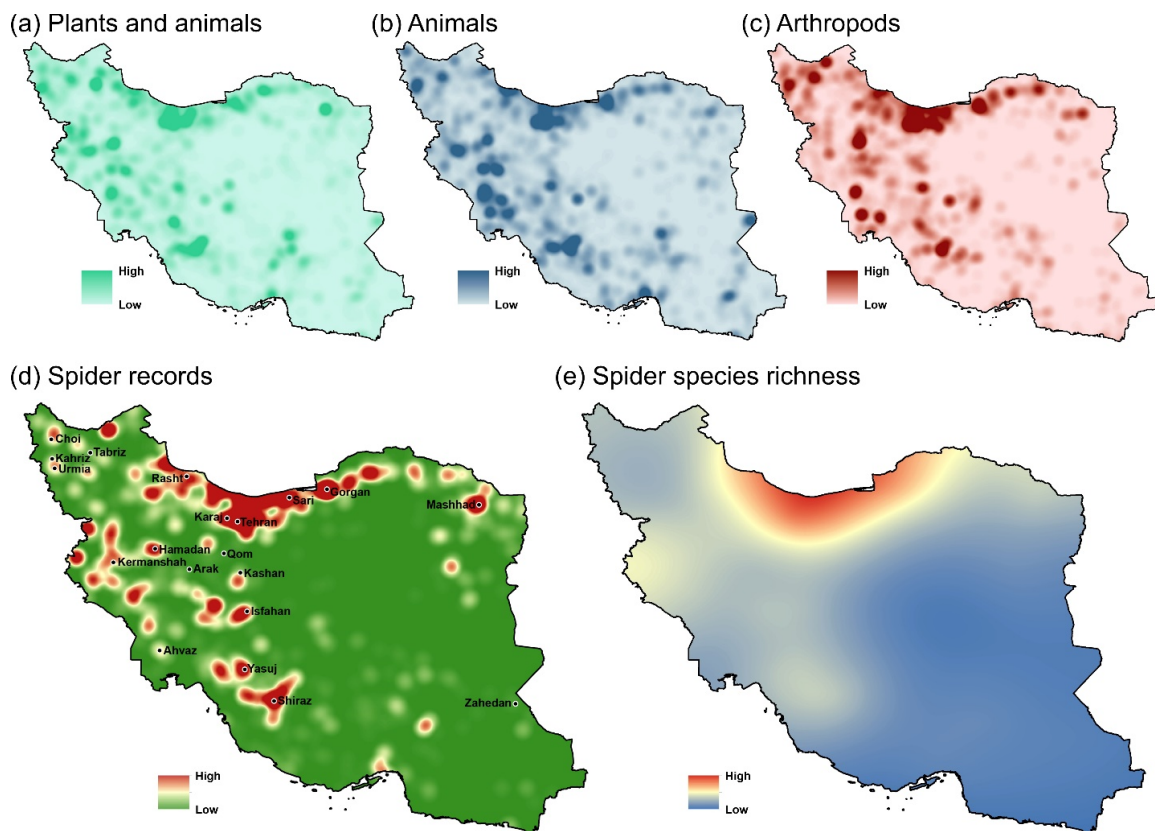 (a) Plants and animals
(b) Animals
(c) Arthropods
High
Low
High
Low
High
Low
(d) Spider records
(e) Spider species richness
Choi
Tabriz
Kahriz
Urmia
Rasht
Sari
Gorgan
Mashhad
Karaj
Tehran
Hamadan
Qom
Kermanshah
Arak
Kashan
Isfahan
Ahvaz
Yasuj
Shiraz
Zahedan
High
Low
High
Low